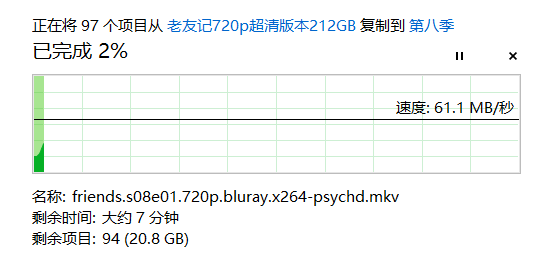 正在将 97 个项目从 老友记720p超清版本212GB 复制到 第八季
已完成 2%
速度: 61.1 MB/秒
名称: friends.s08e01.720p.bluray.x264-psychd.mkv
剩余时间: 大约 7 分钟
剩余项目: 94 (20.8 GB)